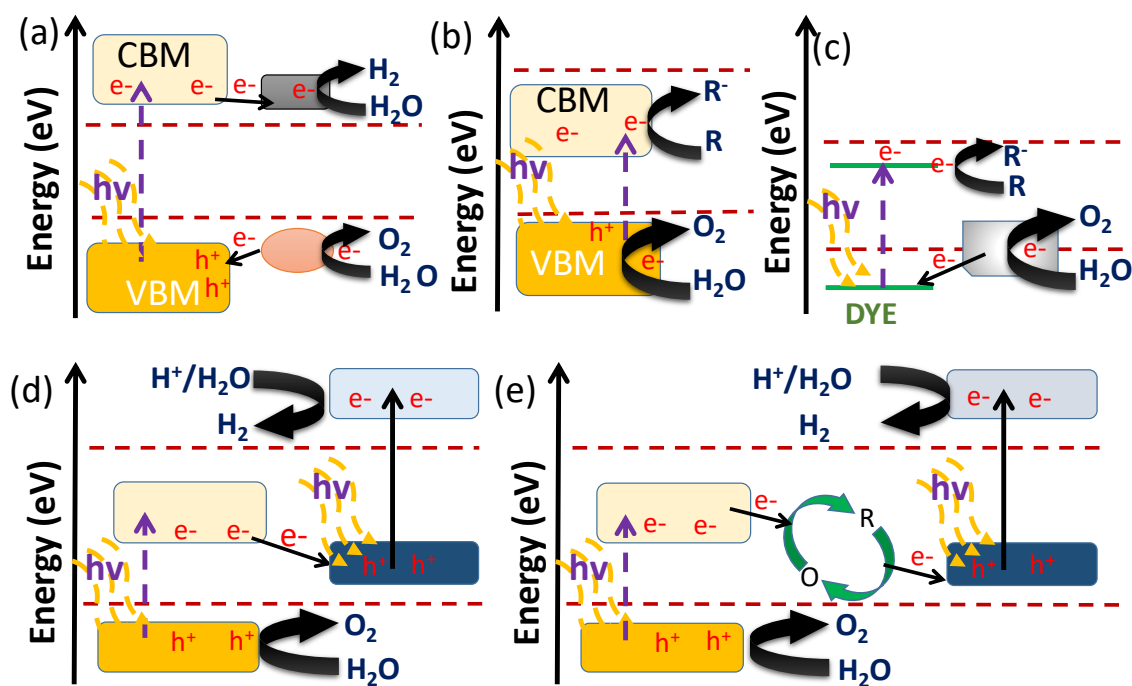 (a)
Energy (eV)
CBM
e- e- e- e-
H₂
H₂O
hv
e- e-
h⁺
h⁺
VBM
O₂
H₂O
(b)
Energy (eV)
CBM
e- e-
R⁻
R
hv
h⁺
VBM
e-
O₂
H₂O
(c)
Energy (eV)
e- e-
R⁻
R
hv
e- e-
O₂
H₂O
DYE
(d)
Energy (eV)
H⁺/H₂O
H₂
e- e-
hv
e- e- e-
h⁺ h⁺
hv
h⁺ h⁺
O₂
H₂O
(e)
Energy (eV)
H⁺/H₂O
H₂
e- e-
hv
e- e- e-
R
O
e-
h⁺ h⁺
hv
h⁺ h⁺
O₂
H₂O